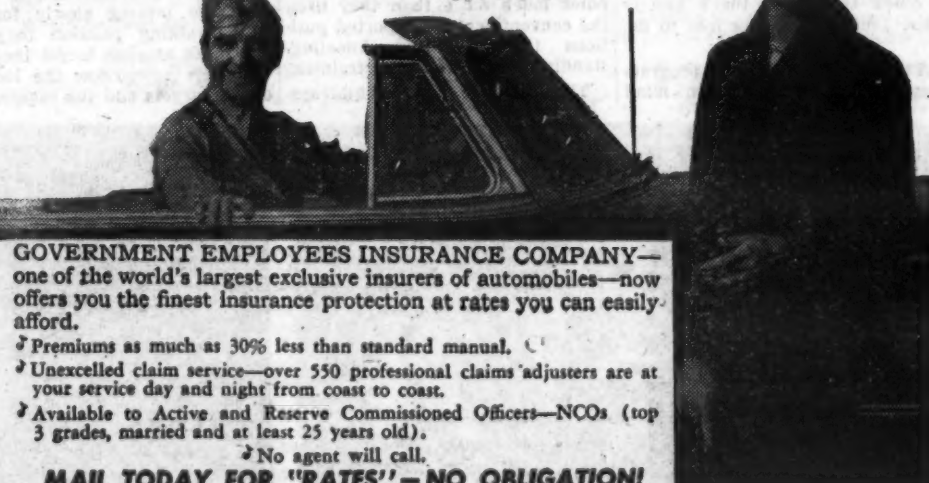 GOVERNMENT EMPLOYEES INSURANCE COMPANY—
one of the world's largest exclusive insurers of automobiles—now
offers you the finest insurance protection at rates you can easily
afford.
Premiums as much as 30% less than standard manual.
Unexcelled claim service—over 550 professional claims adjusters are at
your service day and night from coast to coast.
Available to Active and Reserve Commissioned Officers—NCOs (top
3 grades, married and at least 25 years old).
No agent will call.
MAIL TODAY FOR "RATES"—NO OBLIGATION!